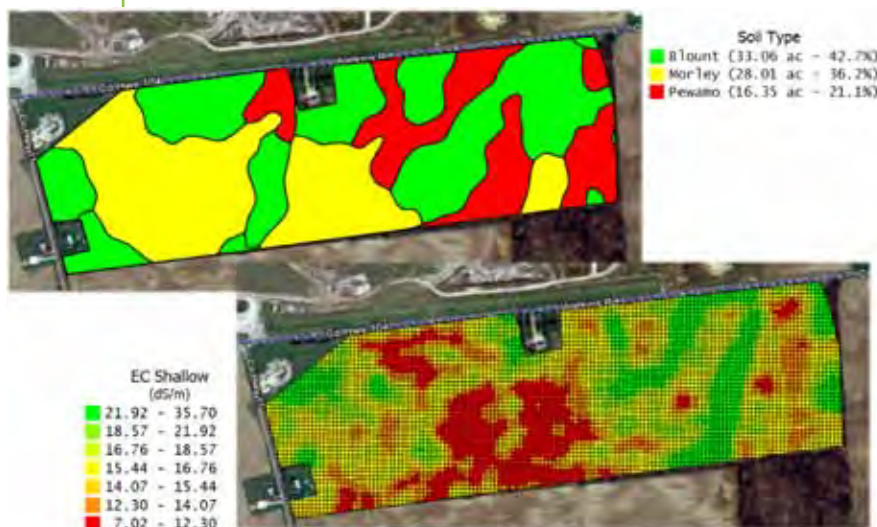 Soil Type
Blount (33.06 ac - 42.7%)
Morley (28.01 ac - 36.2%)
Pewamo (16.35 ac - 21.1%)
EC Shallow
(dS/m)
21.92 - 35.70
18.57 - 21.92
16.76 - 18.57
15.44 - 16.76
14.07 - 15.44
12.30 - 14.07
7.02 - 12.30